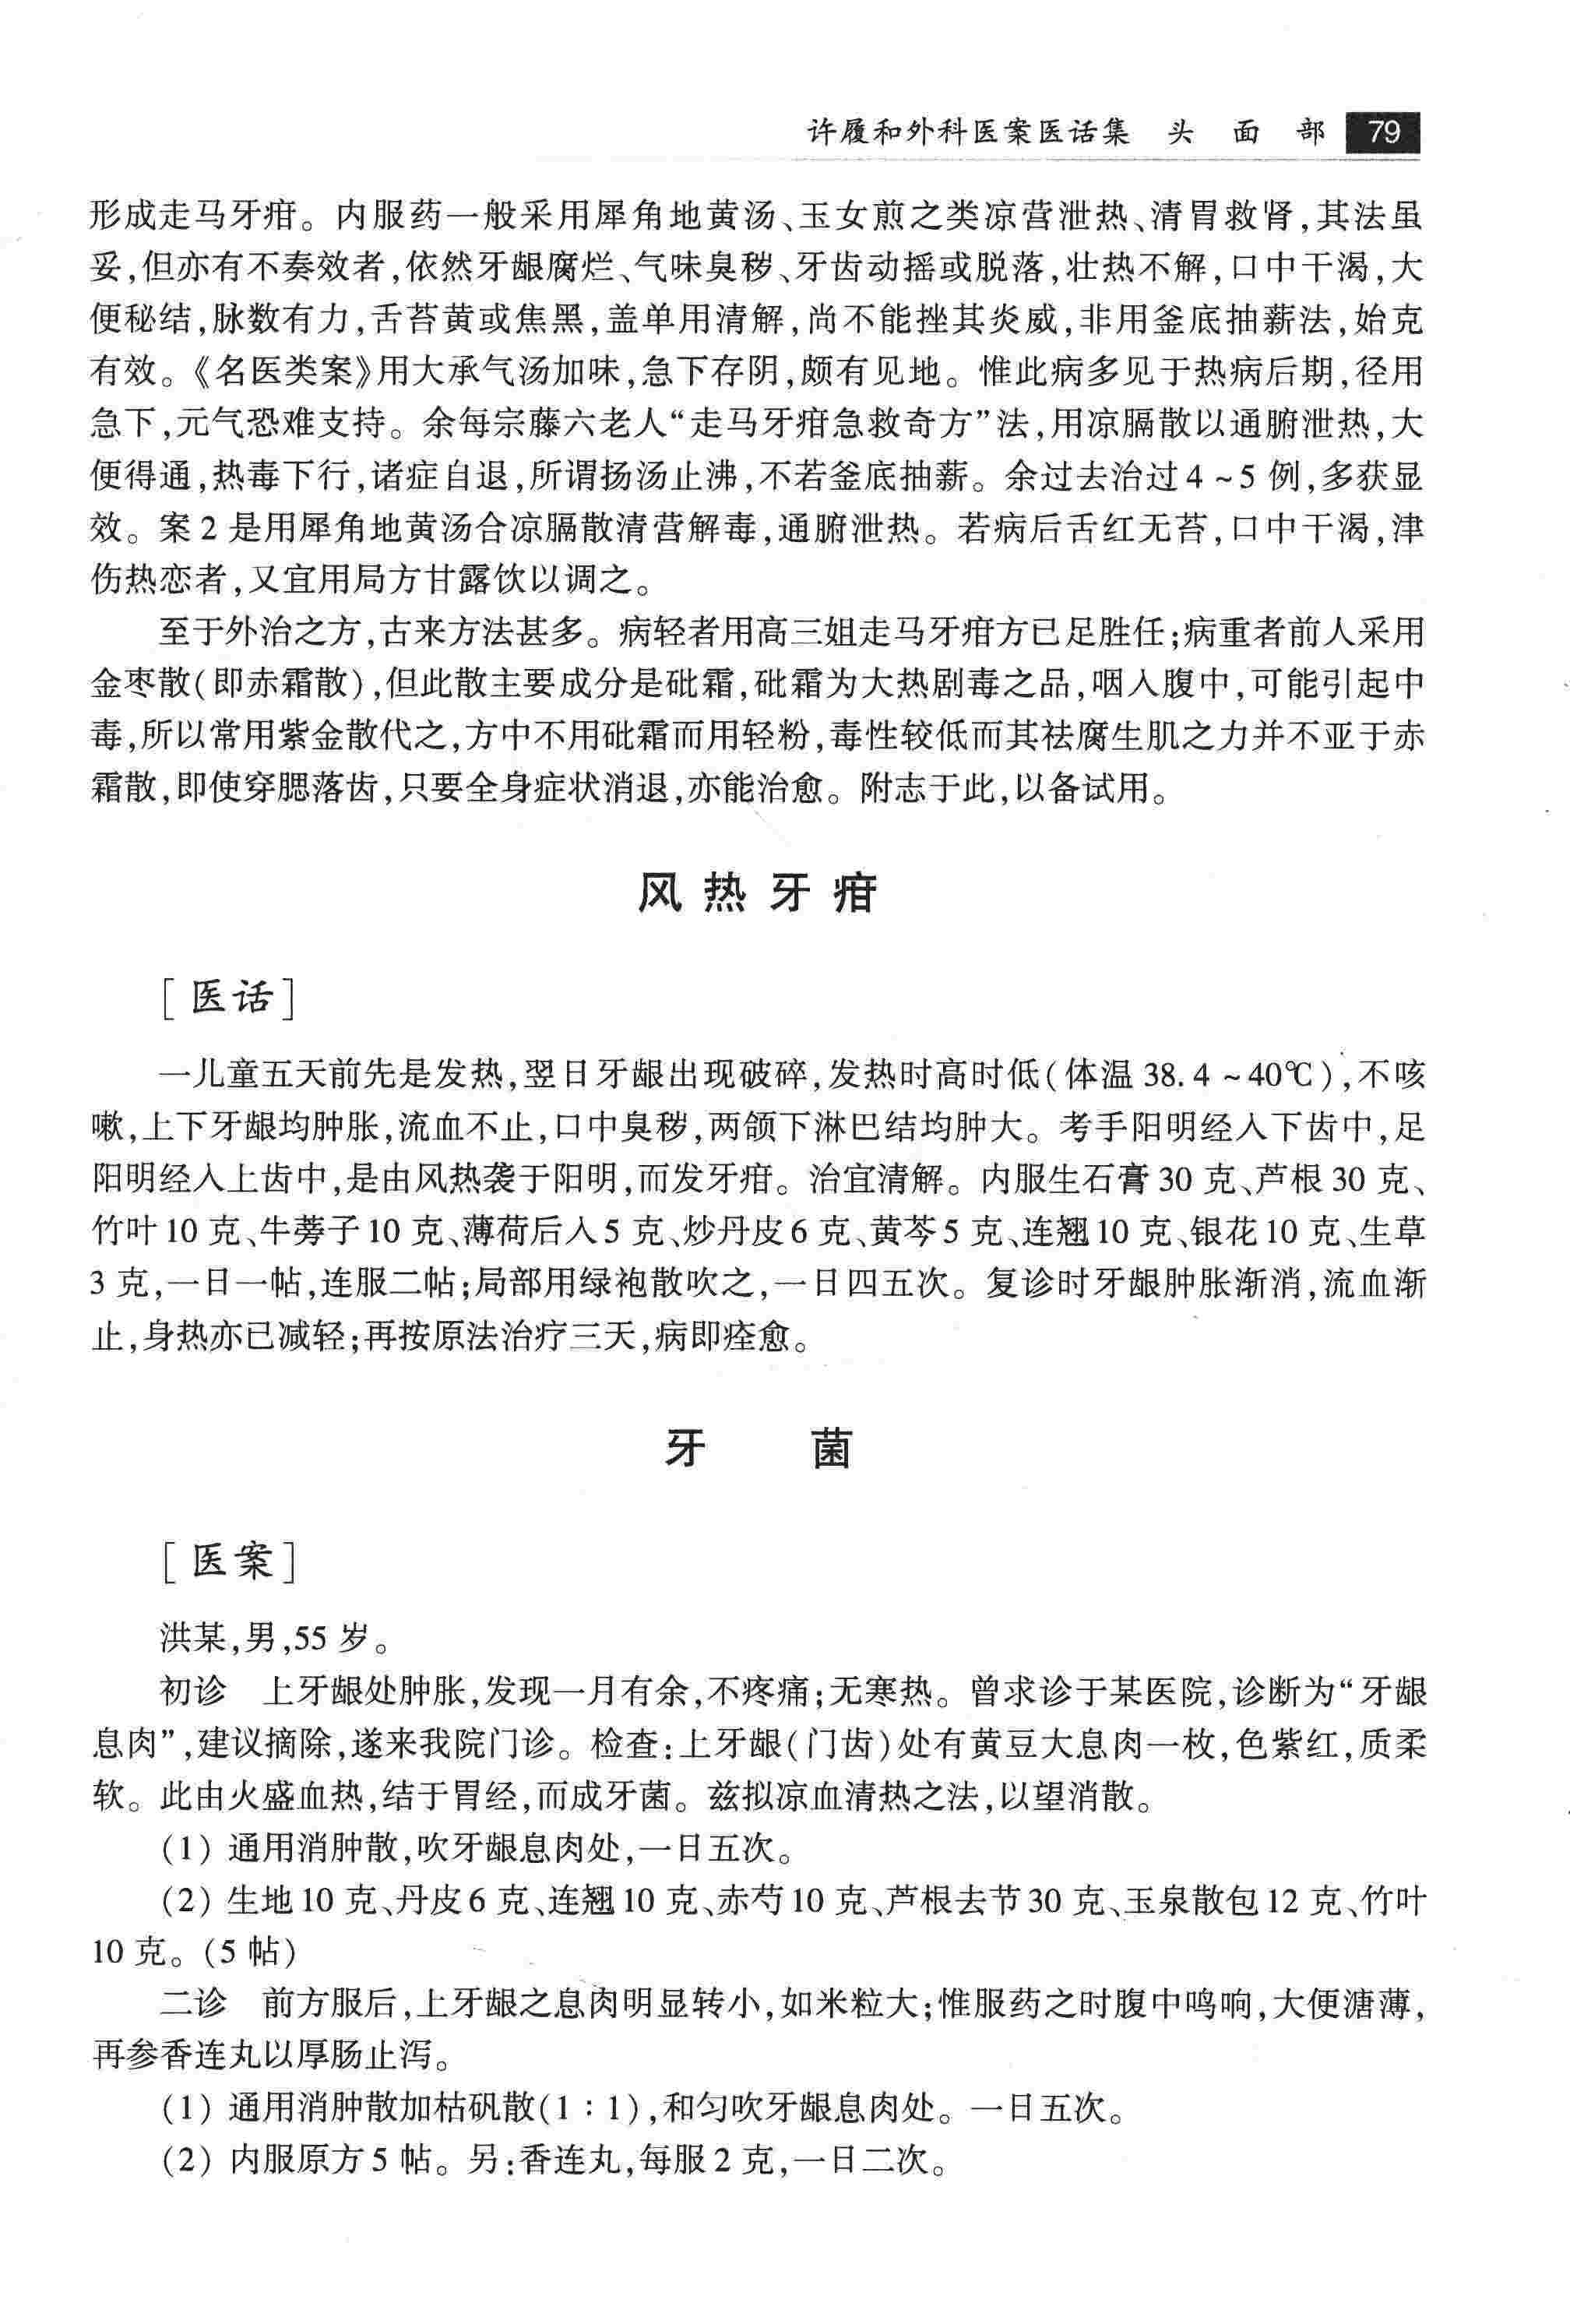 许履和外科医案医话集 头 面 部 79
形成走马牙疳。内服药一般采用犀角地黄汤、玉女煎之类凉营泄热、清胃救肾,其法虽
妥,但亦有不奏效者,依然牙龈腐烂、气味臭秽、牙齿动摇或脱落,壮热不解,口中干渴,大
便秘结,脉数有力,舌苔黄或焦黑,盖单用清解,尚不能挫其炎威,非用釜底抽薪法,始克
有效。《名医类案》用大承气汤加味,急下存阴,颇有见地。惟此病多见于热病后期,径用
急下,元气恐难支持。余每宗藤六老人“走马牙疳急救奇方”法,用凉膈散以通腑泄热,大
便得通,热毒下行,诸症自退,所谓扬汤止沸,不若釜底抽薪。余过去治过4～5例,多获显
效。案2是用犀角地黄汤合凉膈散清营解毒,通腑泄热。若病后舌红无苔,口中干渴,津
伤热恋者,又宜用局方甘露饮以调之。
至于外治之方,古来方法甚多。病轻者用高三姐走马牙疳方已足胜任;病重者前人采用
金枣散(即赤霜散),但此散主要成分是砒霜,砒霜为大热剧毒之品,咽入腹中,可能引起中
毒,所以常用紫金散代之,方中不用砒霜而用轻粉,毒性较低而其祛腐生肌之力并不亚于赤
霜散,即使穿腮落齿,只要全身症状消退,亦能治愈。附志于此,以备试用。
风热牙疳
[医话]
一儿童五天前先是发热,翌日牙龈出现破碎,发热时高时低(体温38.4～40℃),不咳
嗽,上下牙龈均肿胀,流血不止,口中臭秽,两颌下淋巴结均肿大。考手阳明经入下齿中,足
阳明经入上齿中,是由风热袭于阳明,而发牙疳。治宜清解。内服生石膏30克、芦根30克、
竹叶10克、牛蒡子10克、薄荷后入5克、炒丹皮6克、黄芩5克、连翘10克、银花10克、生草
3克,一日一帖,连服二帖;局部用绿袍散吹之,一日四五次。复诊时牙龈肿胀渐消,流血渐
止,身热亦已减轻;再按原法治疗三天,病即痊愈。
牙 菌
[医案]
洪某,男,55岁。
初诊 上牙龈处肿胀,发现一月有余,不疼痛;无寒热。曾求诊于某医院,诊断为“牙龈
息肉”,建议摘除,遂来我院门诊。检查:上牙龈(门齿)处有黄豆大息肉一枚,色紫红,质柔
软。此由火盛血热,结于胃经,而成牙菌。兹拟凉血清热之法,以望消散。
(1) 通用消肿散,吹牙龈息肉处,一日五次。
(2) 生地10克、丹皮6克、连翘10克、赤芍10克、芦根去节30克、玉泉散包12克、竹叶
10克。(5帖)
二诊 前方服后,上牙龈之息肉明显转小,如米粒大;惟服药之时腹中鸣响,大便溏薄,
再参香连丸以厚肠止泻。
(1) 通用消肿散加枯矾散(1∶1),和匀吹牙龈息肉处。一日五次。
(2) 内服原方5帖。另:香连丸,每服2克,一日二次。